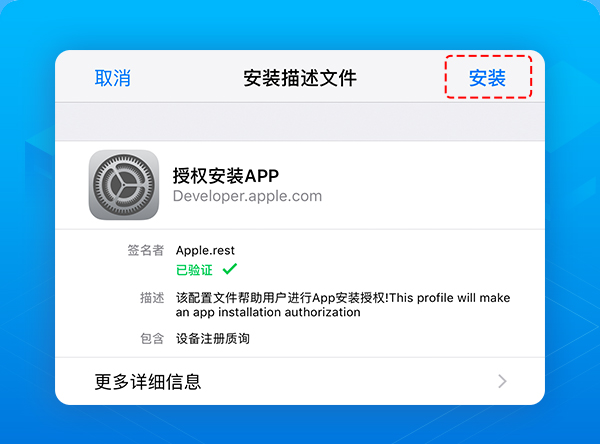 取消 安装描述文件 安装
授权安装APP
Developer.apple.com
签名者 Apple.rest
已验证
描述 该配置文件帮助用户进行App安装授权!This profile will make
an app installation authorization
包含 设备注册质询
更多详细信息